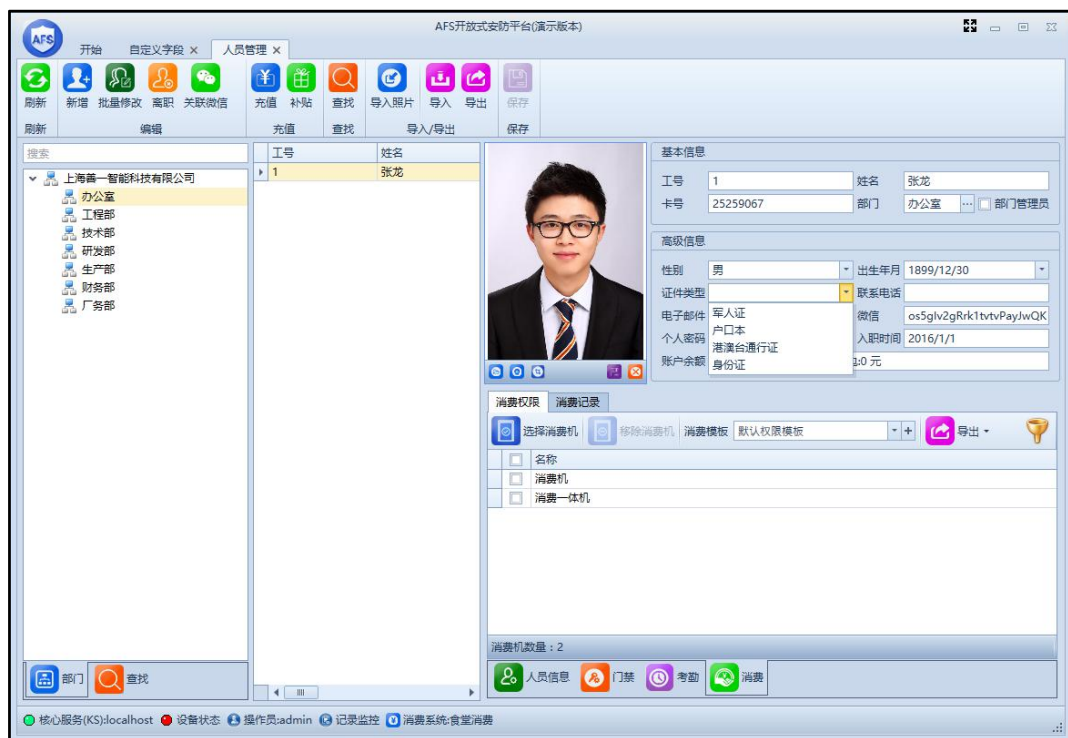 AFS开放式安防平台(演示版本)
AFS
开始 自定义字段 × 人员管理 ×
刷新 新增 批量修改 离职 关联微信 充值 补贴 查找 导入照片 导入 导出 保存
刷新 编辑 充值 查找 导入/导出 保存
搜索
上海善一智能科技有限公司
办公室
工程部
技术部
研发部
生产部
财务部
厂务部
工号 姓名
1 张龙
基本信息
工号 1 姓名 张龙
卡号 25259067 部门 办公室 ... 部门管理员
高级信息
性别 男 出生年月 1899/12/30
证件类型 联系电话
电子邮件 军人证 微信 os5glv2gRrk1tvtvPayJwQK
户口本
个人密码 港澳台通行证 入职时间 2016/1/1
账户余额 身份证 :0 元
消费权限 消费记录
选择消费机 移除消费机 消费模板 默认权限模板 + 导出
名称
消费机
消费一体机
消费机数量：2
部门 查找
人员信息 门禁 考勤 消费
核心服务(KS):localhost 设备状态 操作员:admin 记录监控 消费系统:食堂消费